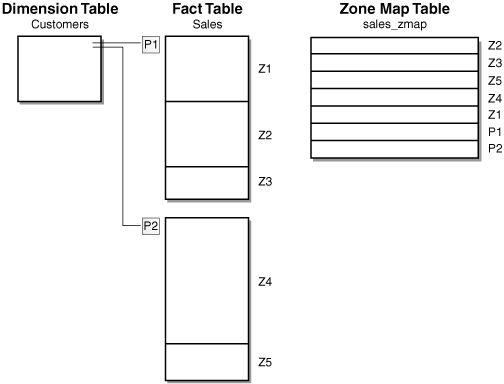 Dimension Table
Customers
Fact Table
Sales
Zone Map Table
sales_zmap
P1
Z1
Z2
Z3
P2
Z4
Z5
Z2
Z3
Z5
Z4
Z1
P1
P2